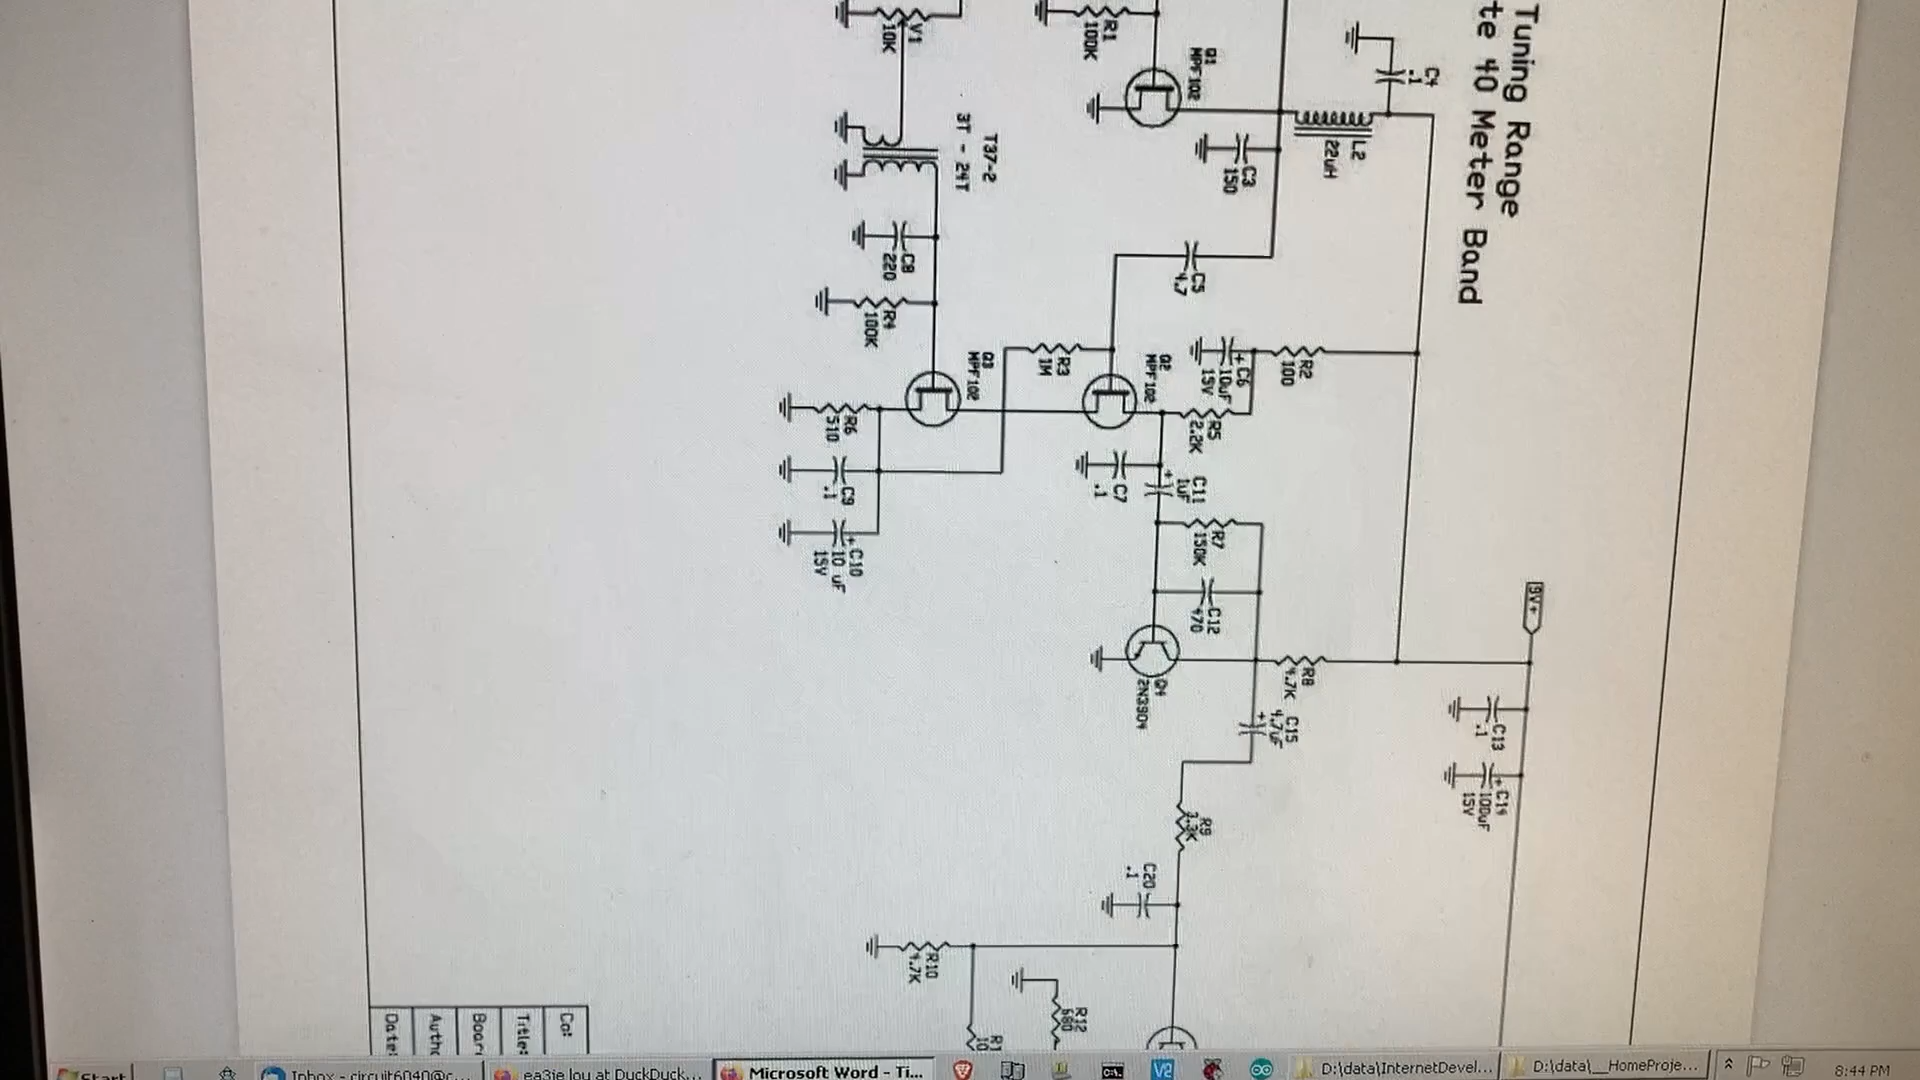 Tuning Range
te 40 Meter Band
C4
.1
L2
22uH
Q1
MPF102
R1
100K
V1
10K
C3
150
T37-2
3T - 24T
C5
4.7
C8
220
R4
100K
R2
100
C6
10uF
15V
Q2
MPF102
R3
1M
Q3
MPF102
R5
2.2K
R6
510
C11
1uF
C7
.1
C9
.1
C10
10 uF
15V
R7
150K
C12
470
9V+
R8
4.7K
Q4
2N3904
C15
4.7uF
C13
.1
C14
100uF
15V
R9
3.3K
C20
.1
R10
4.7K
R12
680
R1
10
Co:
Title:
Boar
Autho
Date:
Start
Inbox - circuit6040@c...
ea3ie lou at DuckDuck...
Microsoft Word - Ti...
D:\data\InternetDevel...
D:\data\__HomeProje...
8:44 PM